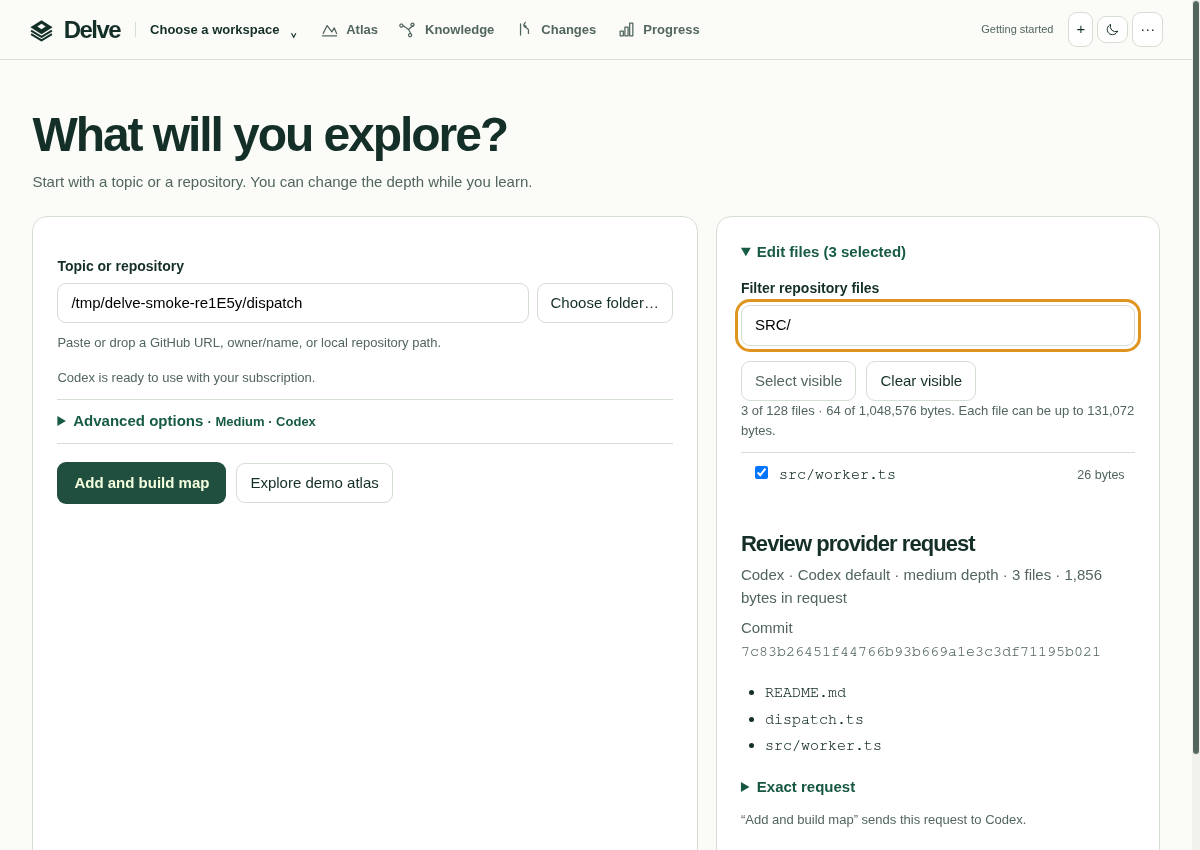 Delve
Choose a workspace
Atlas
Knowledge
Changes
Progress
Getting started
+
...
What will you explore?
Start with a topic or a repository. You can change the depth while you learn.
Topic or repository
/tmp/delve-smoke-re1E5y/dispatch
Choose folder…
Paste or drop a GitHub URL, owner/name, or local repository path.
Codex is ready to use with your subscription.
Advanced options · Medium · Codex
Add and build map
Explore demo atlas
Edit files (3 selected)
Filter repository files
SRC/
Select visible
Clear visible
3 of 128 files · 64 of 1,048,576 bytes. Each file can be up to 131,072
bytes.
src/worker.ts
26 bytes
Review provider request
Codex · Codex default · medium depth · 3 files · 1,856
bytes in request
Commit
7c83b26451f44766b93b669a1e3c3df71195b021
README.md
dispatch.ts
src/worker.ts
Exact request
“Add and build map” sends this request to Codex.